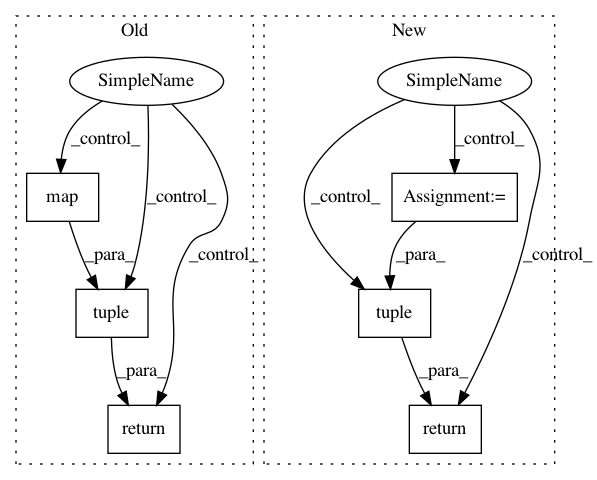 Old
New
SimpleName
SimpleName
_control_
_control_
map
Assignment:=
_control_
_control_
_para_
_control_
_para_
_control_
tuple
tuple
_para_
_para_
return
return